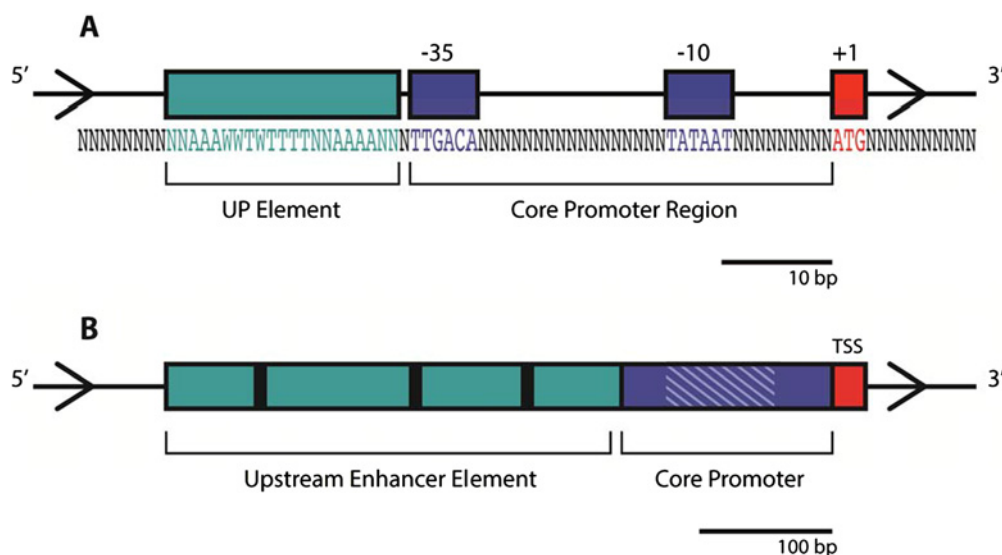 A
-35 -10 +1
5′ 3′
NNNNNNNNNNAAAWWTWTTTTNNAAAANNNTTGACANNNNNNNNNNNNNNNNNTATAATNNNNNNNNNATGNNNNNNNNNN
UP Element Core Promoter Region
10 bp
B
TSS
5′ 3′
Upstream Enhancer Element Core Promoter
100 bp